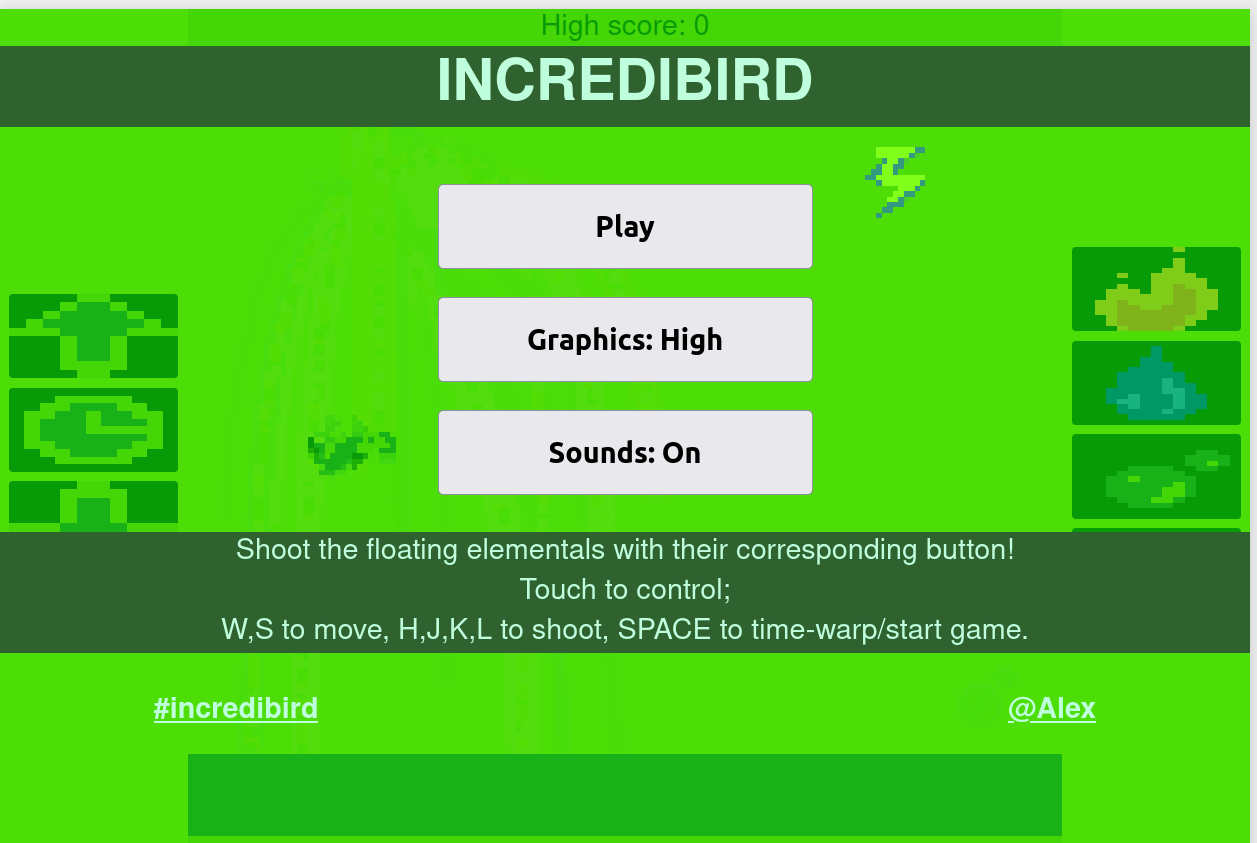 High score: 0
INCREDIBIRD
Play
Graphics: High
Sounds: On
Shoot the floating elementals with their corresponding button!
Touch to control;
W,S to move, H,J,K,L to shoot, SPACE to time-warp/start game.
#incredibird
@Alex